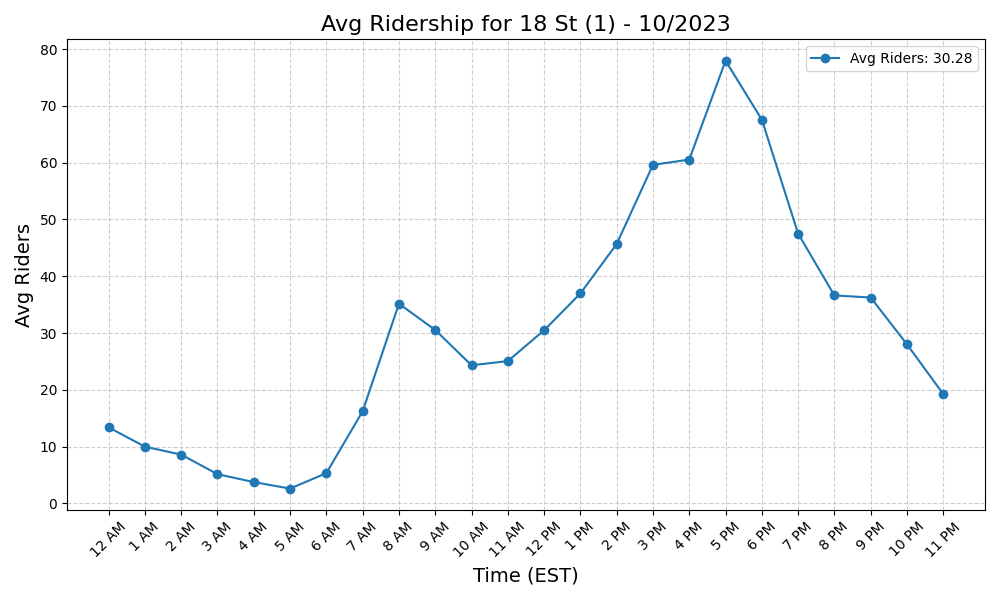 Avg Ridership for 18 St (1) - 10/2023
Avg Riders: 30.28
Avg Riders
80
70
60
50
40
30
20
10
0
12 AM
1 AM
2 AM
3 AM
4 AM
5 AM
6 AM
7 AM
8 AM
9 AM
10 AM
11 AM
12 PM
1 PM
2 PM
3 PM
4 PM
5 PM
6 PM
7 PM
8 PM
9 PM
10 PM
11 PM
Time (EST)